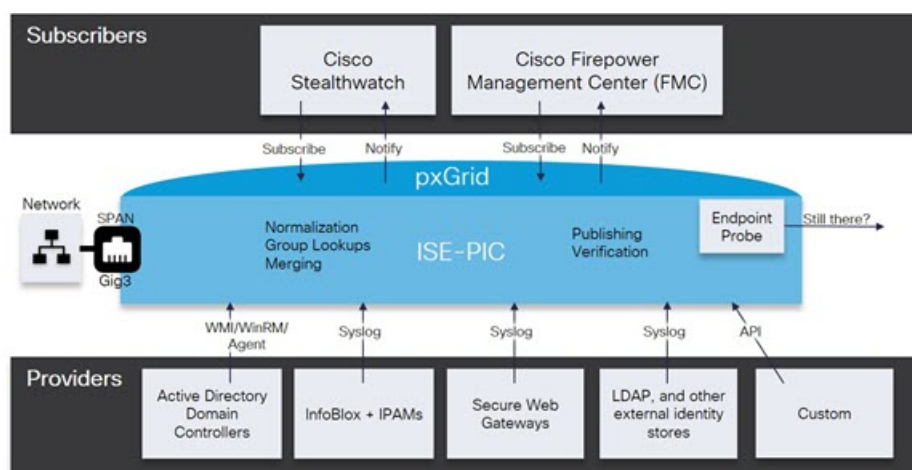 Subscribers
Cisco
Stealthwatch
Cisco Firepower
Management Center (FMC)
Subscribe
Notify
Subscribe
Notify
pxGrid
Network
SPAN
Gig3
Normalization
Group Lookups
Merging
ISE-PIC
Publishing
Verification
Endpoint
Probe
Still there?
WMI/WinRM/
Agent
Syslog
Syslog
Syslog
API
Providers
Active Directory
Domain
Controllers
InfoBlox + IPAMs
Secure Web
Gateways
LDAP, and other
external identity
stores
Custom